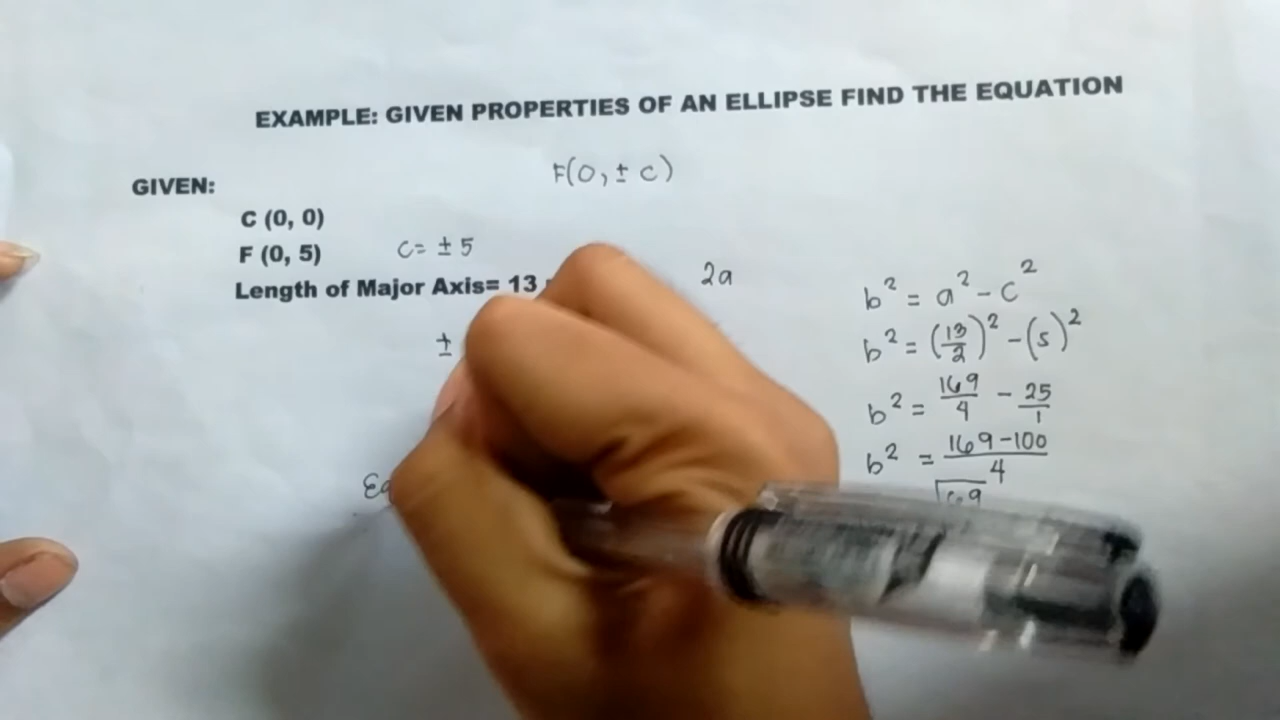 EXAMPLE: GIVEN PROPERTIES OF AN ELLIPSE FIND THE EQUATION
F(0, ± c)
GIVEN:
C (0, 0)
F (0, 5) c= ± 5
Length of Major Axis= 13
2a
±
b² = a² - c²
b² = (13/2)² - (5)²
b² = 169/4 - 25/1
b² = 169-100/4
√69